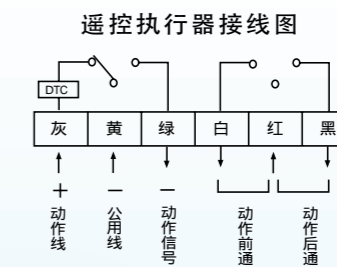 遥控执行器接线图
DTC
灰 黄 绿 白 红 黑
+ − −
动作线
公用线
动作信号
动作前通
动作后通